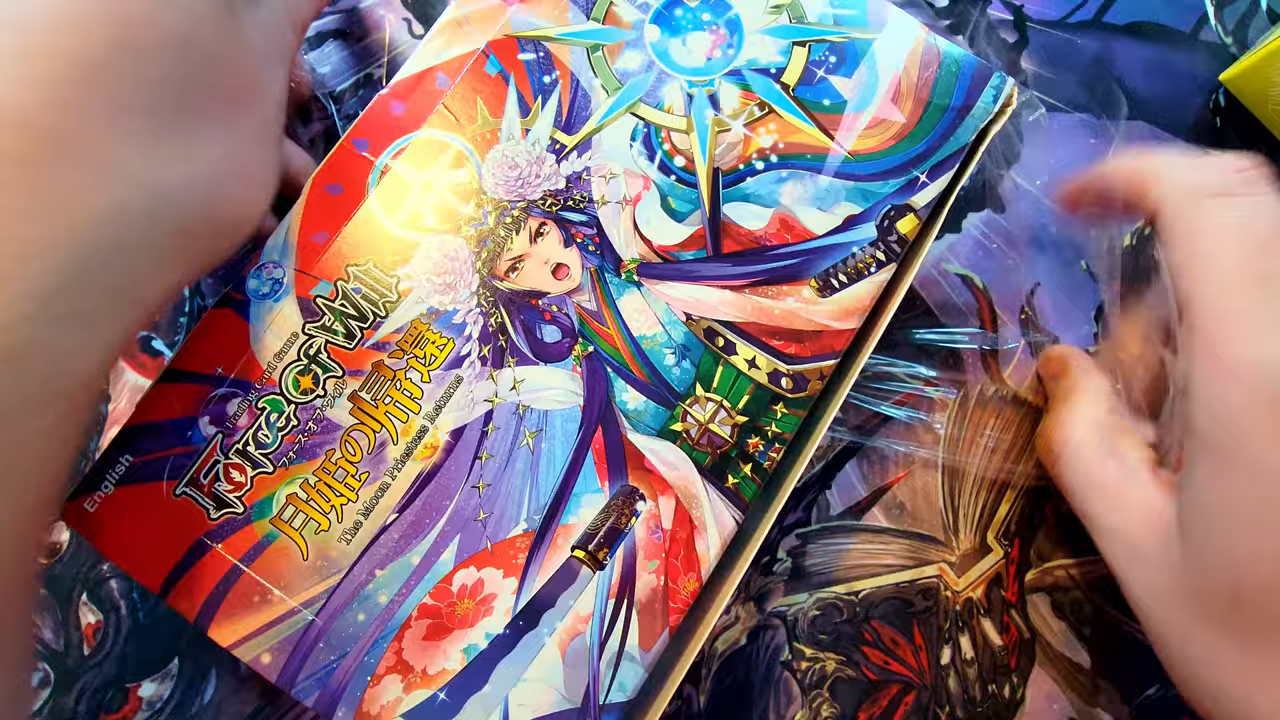 Trading Card Game
Force Of Will
フォース・オブ・ウィル
月姫の帰還
The Moon Priestess Returns
English